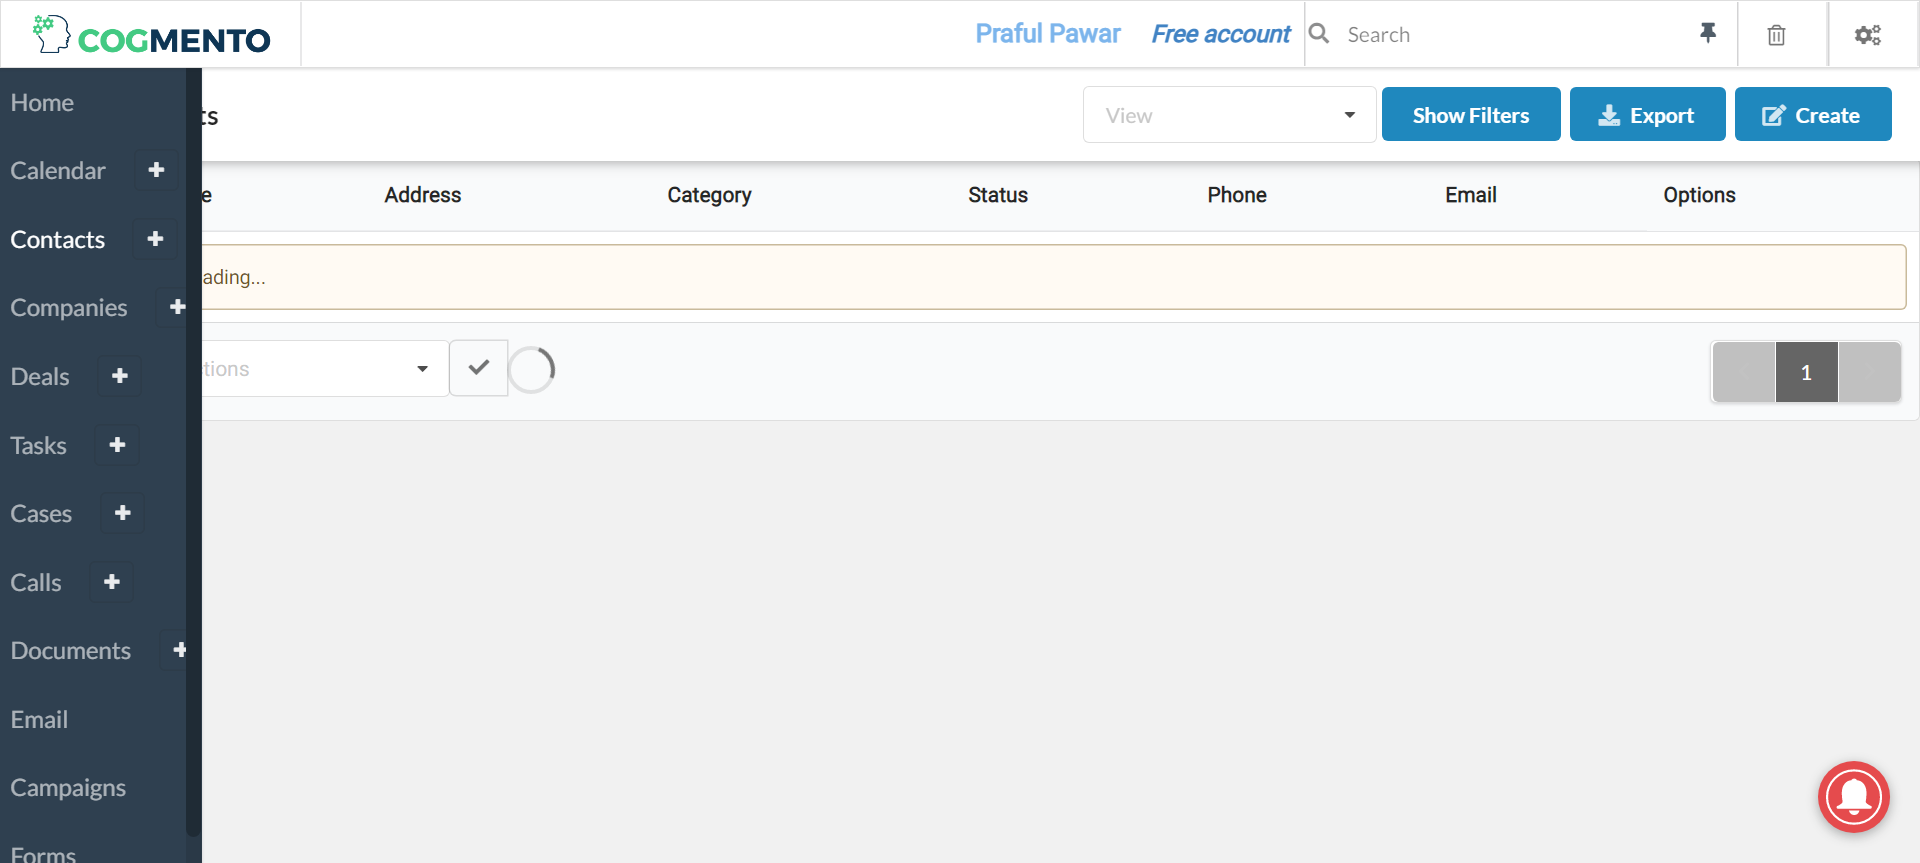 COGMENTO
Praful Pawar
Free account
Search
Home
Calendar
Contacts
Companies
Deals
Tasks
Cases
Calls
Documents
Email
Campaigns
Forms
ts
View
Show Filters
Export
Create
e
Address
Category
Status
Phone
Email
Options
ading...
tions
1